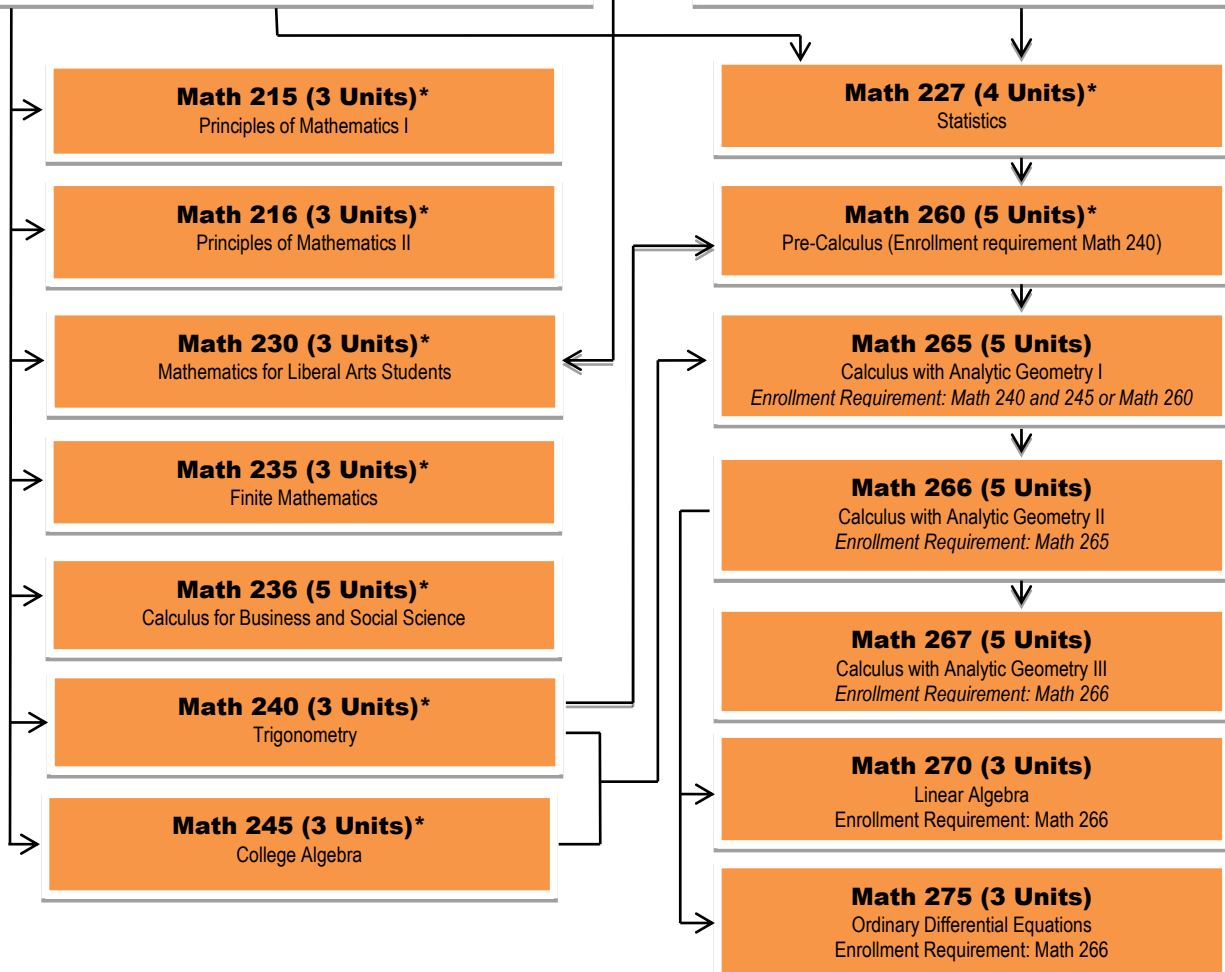 Math 215 (3 Units)*
Principles of Mathematics I
Math 216 (3 Units)*
Principles of Mathematics II
Math 230 (3 Units)*
Mathematics for Liberal Arts Students
Math 235 (3 Units)*
Finite Mathematics
Math 236 (5 Units)*
Calculus for Business and Social Science
Math 240 (3 Units)*
Trigonometry
Math 245 (3 Units)*
College Algebra
Math 227 (4 Units)*
Statistics
Math 260 (5 Units)*
Pre-Calculus (Enrollment requirement Math 240)
Math 265 (5 Units)
Calculus with Analytic Geometry I
Enrollment Requirement: Math 240 and 245 or Math 260
Math 266 (5 Units)
Calculus with Analytic Geometry II
Enrollment Requirement: Math 265
Math 267 (5 Units)
Calculus with Analytic Geometry III
Enrollment Requirement: Math 266
Math 270 (3 Units)
Linear Algebra
Enrollment Requirement: Math 266
Math 275 (3 Units)
Ordinary Differential Equations
Enrollment Requirement: Math 266